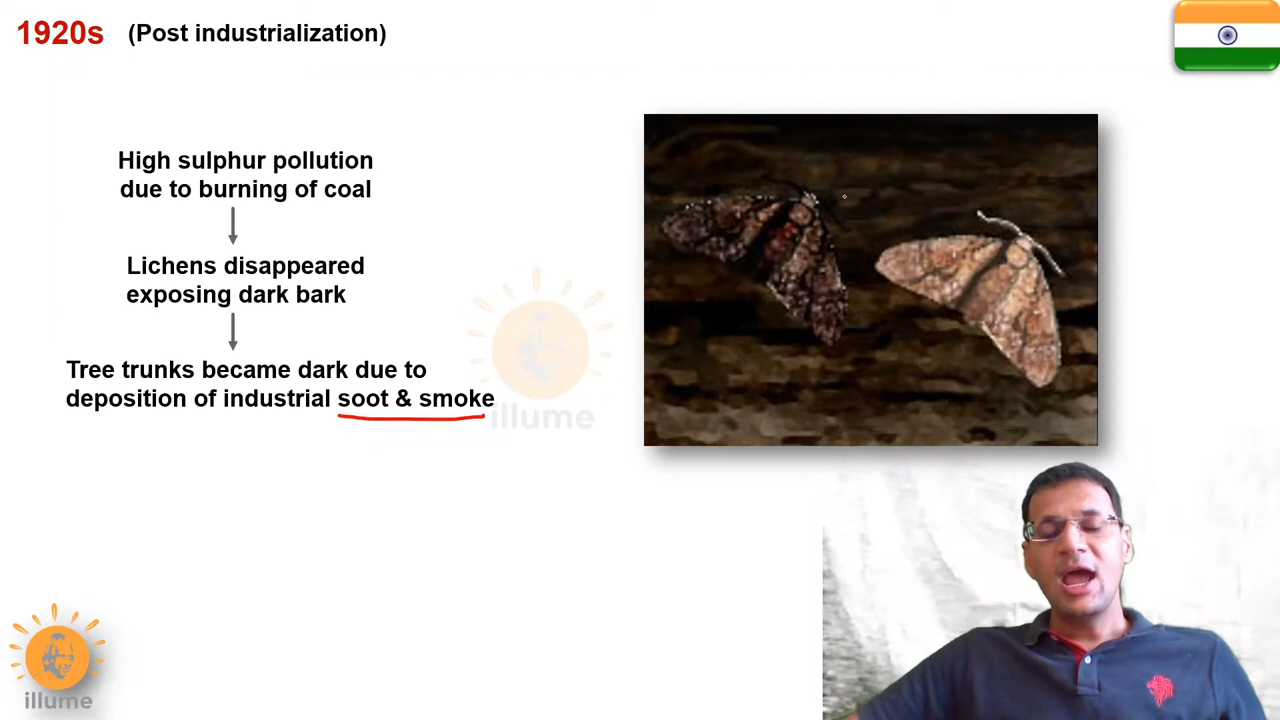 1920s (Post industrialization)
High sulphur pollution
due to burning of coal
Lichens disappeared
exposing dark bark
Tree trunks became dark due to
deposition of industrial soot & smoke
illume
illume